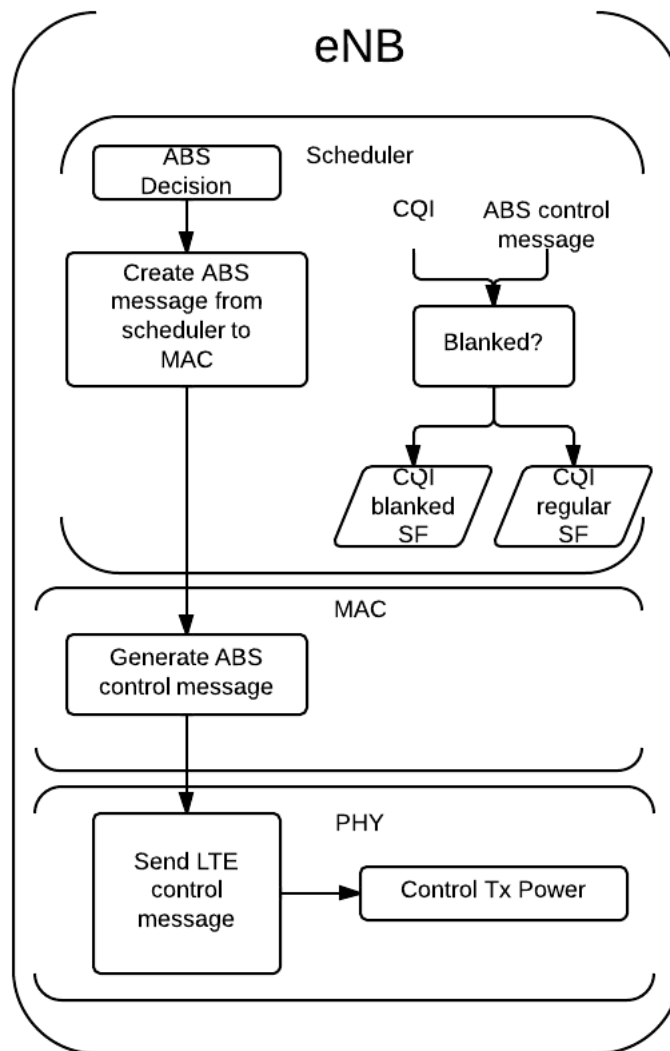 eNB
Scheduler
ABS
Decision
Create ABS
message from
scheduler to
MAC
CQI
ABS control
message
Blanked?
CQI
blanked
SF
CQI
regular
SF
MAC
Generate ABS
control message
PHY
Send LTE
control
message
Control Tx Power